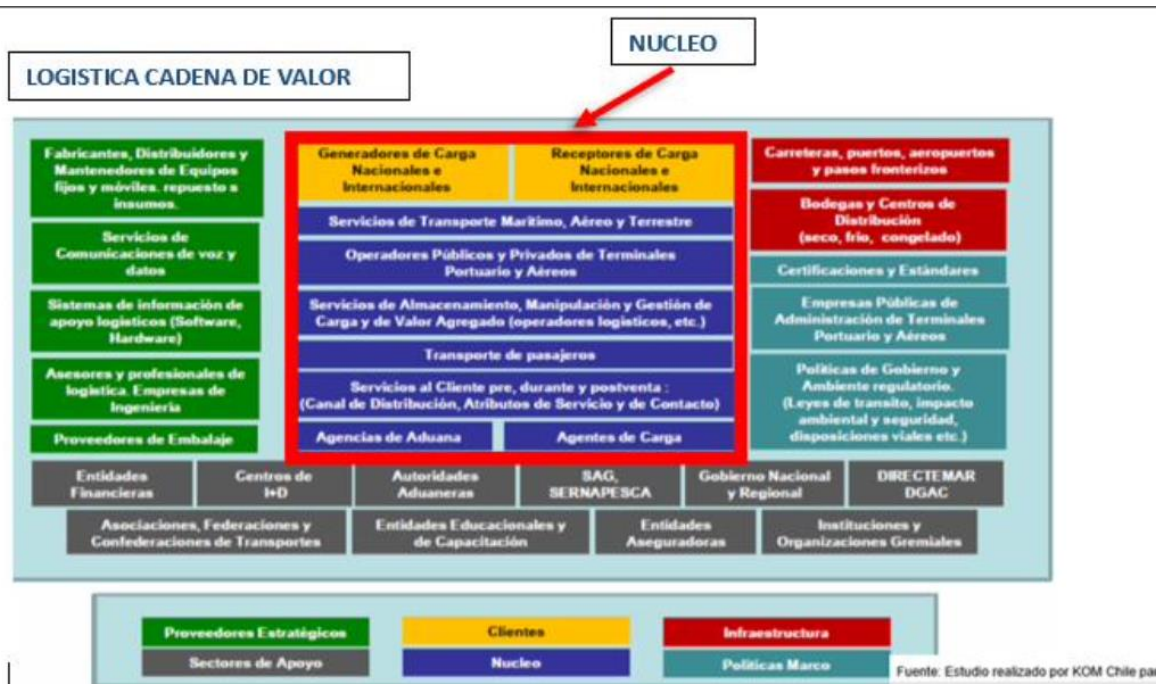 NUCLEO
LOGISTICA CADENA DE VALOR
Fabricantes, Distribuidores y
Mantenedores de Equipos
fijos y móviles. repuesto s
insumos.
Servicios de
Comunicaciones de voz y
datos
Sistemas de información de
apoyo logisticos (Software,
Hardware)
Asesores y profesionales de
logistica. Empresas de
Ingenieria
Proveedores de Embalaje
Generadores de Carga
Nacionales e
Internacionales
Receptores de Carga
Nacionales e
Internacionales
Servicios de Transporte Marítimo, Aéreo y Terrestre
Operadores Públicos y Privados de Terminales
Portuario y Aéreos
Servicios de Almacenamiento, Manipulación y Gestión de
Carga y de Valor Agregado (operadores logisticos, etc.)
Transporte de pasajeros
Servicios al Cliente pre, durante y postventa :
(Canal de Distribución, Atributos de Servicio y de Contacto)
Agencias de Aduana
Agentes de Carga
Carreteras, puertos, aeropuertos
y pasos fronterizos
Bodegas y Centros de
Distribución
(seco, frio, congelado)
Certificaciones y Estándares
Empresas Públicas de
Administración de Terminales
Portuario y Aéreos
Políticas de Gobierno y
Ambiente regulatorio.
(Leyes de transito, impacto
ambiental y seguridad,
disposiciones viales etc.)
Entidades
Financieras
Centros de
I+D
Autoridades
Aduaneras
SAG,
SERNAPESCA
Gobierno Nacional
y Regional
DIRECTEMAR
DGAC
Asociaciones, Federaciones y
Confederaciones de Transportes
Entidades Educacionales y
de Capacitación
Entidades
Aseguradoras
Instituciones y
Organizaciones Gremiales
Proveedores Estratégicos
Clientes
Infraestructura
Sectores de Apoyo
Nucleo
Políticas Marco
Fuente: Estudio realizado por KOM Chile par